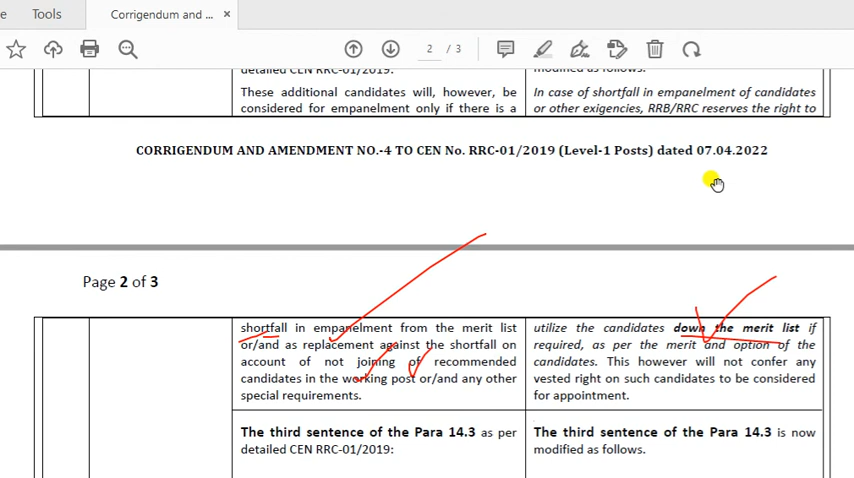 e
Tools
Corrigendum and ... ×
2 / 3
detailed CEN RRC-01/2019:
These additional candidates will, however, be
considered for empanelment only if there is a
modified as follows.
In case of shortfall in empanelment of candidates
or other exigencies, RRB/RRC reserves the right to
CORRIGENDUM AND AMENDMENT NO.-4 TO CEN No. RRC-01/2019 (Level-1 Posts) dated 07.04.2022
Page 2 of 3
shortfall in empanelment from the merit list
or/and as replacement against the shortfall on
account of not joining of recommended
candidates in the working post or/and any other
special requirements.
utilize the candidates down the merit list if
required, as per the merit and option of the
candidates. This however will not confer any
vested right on such candidates to be considered
for appointment.
The third sentence of the Para 14.3 as per
detailed CEN RRC-01/2019:
The third sentence of the Para 14.3 is now
modified as follows.